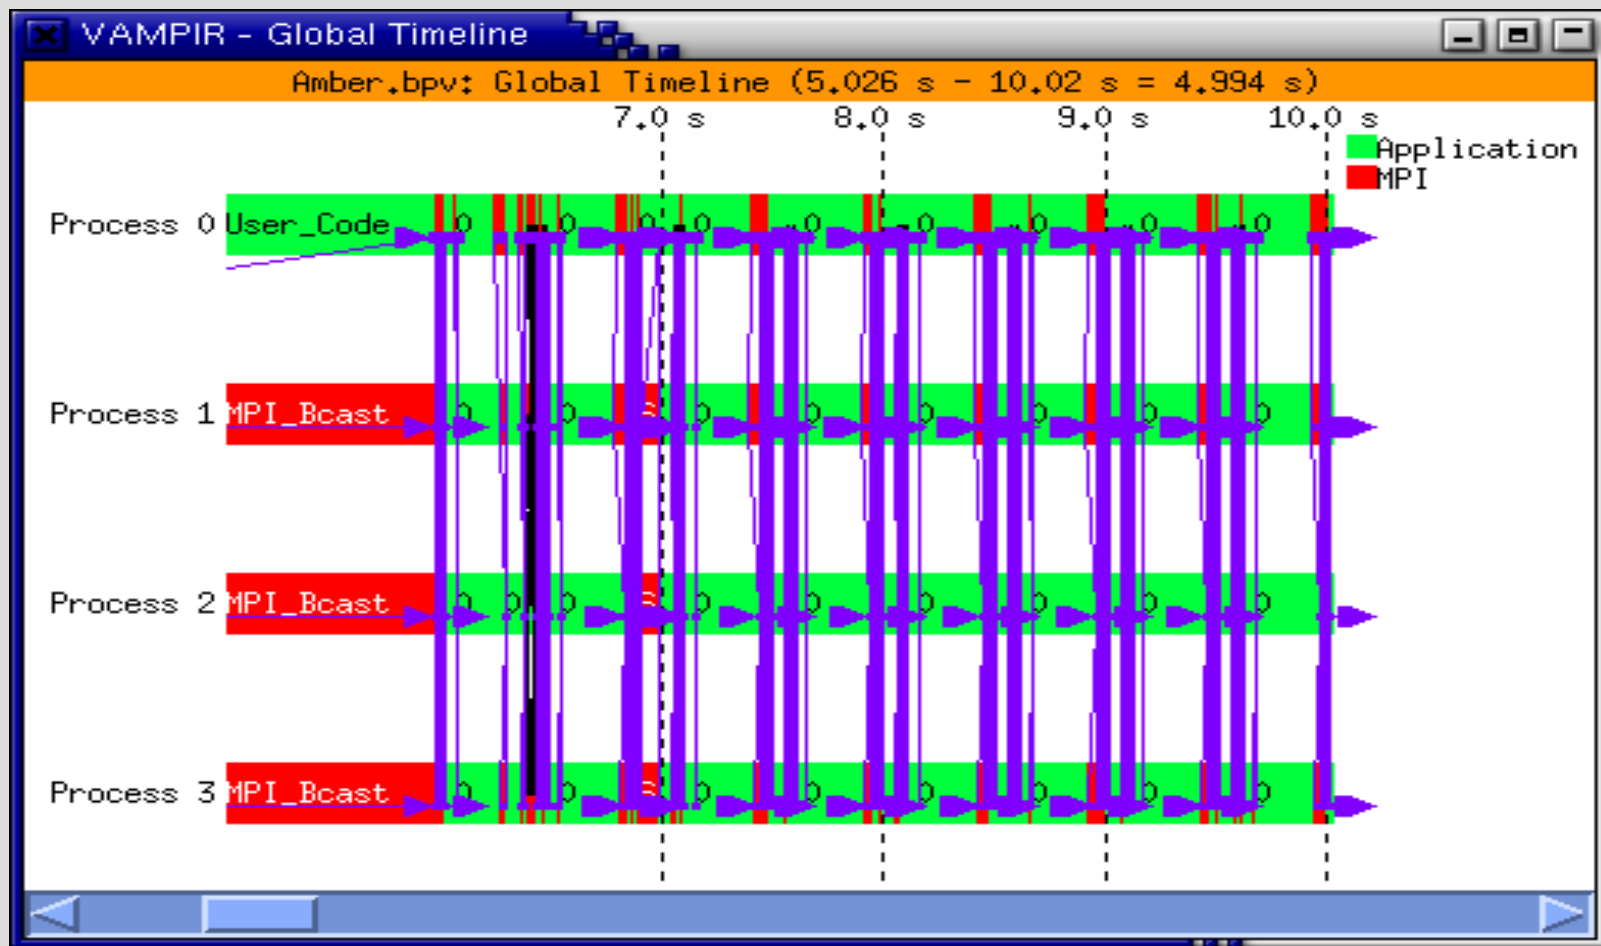 VAMPIR - Global Timeline
Amber.bpv: Global Timeline (5.026 s - 10.02 s = 4.994 s)
7.0 s 8.0 s 9.0 s 10.0 s
Application
MPI
Process 0 User_Code
Process 1 MPI_Bcast
Process 2 MPI_Bcast
Process 3 MPI_Bcast